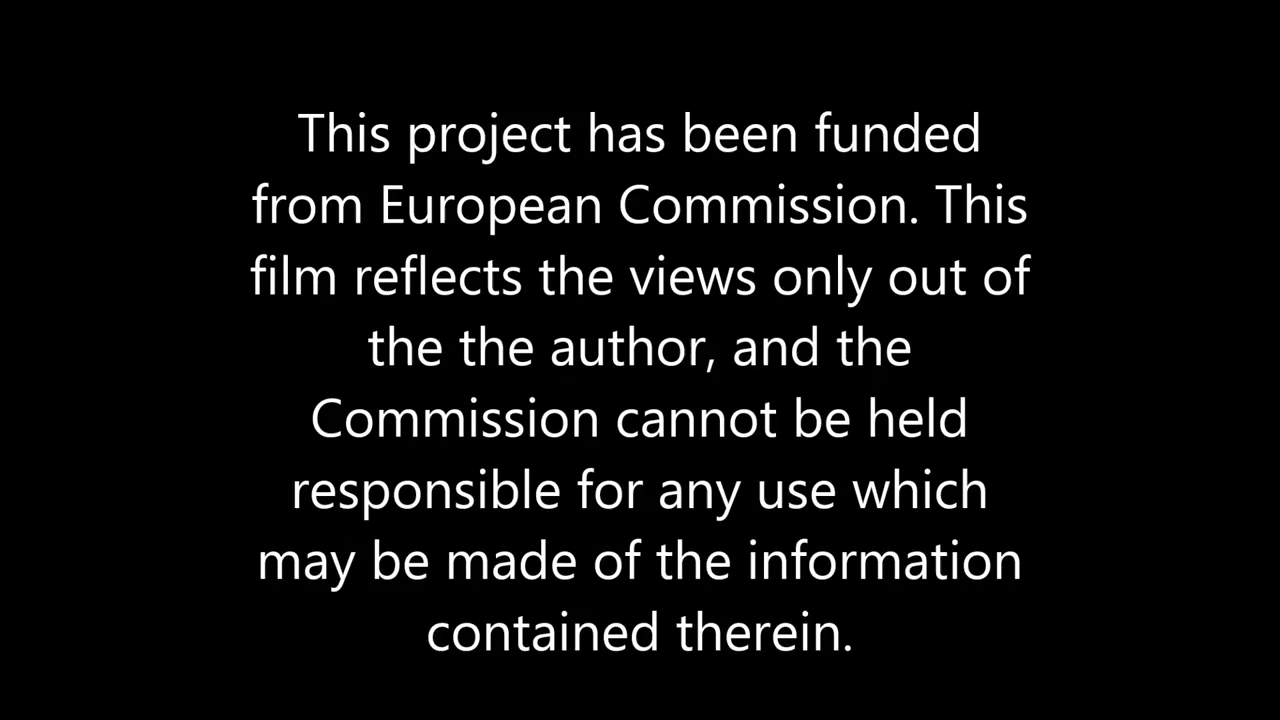 This project has been funded
from European Commission. This
film reflects the views only out of
the the author, and the
Commission cannot be held
responsible for any use which
may be made of the information
contained therein.